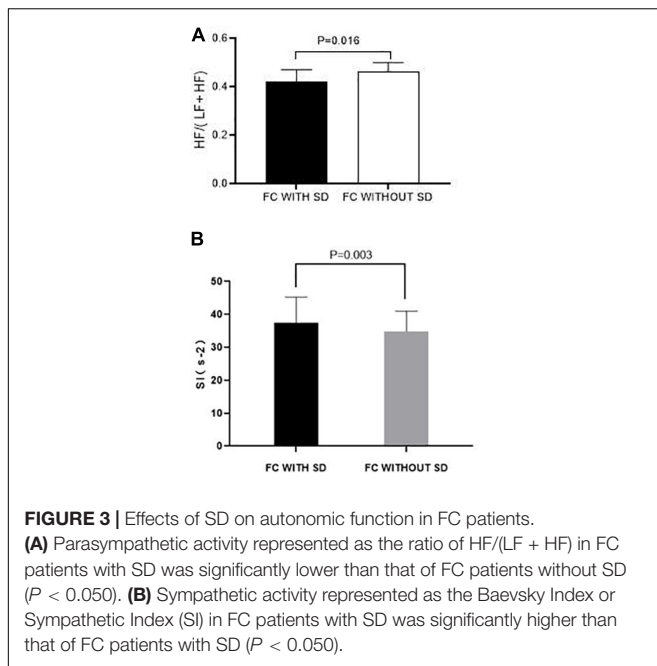 A
P=0.016
HF/( LF+ HF)
0.6
0.4
0.2
0.0
FC WITH SD FC WITHOUT SD
B
P=0.003
SI( s-2)
50
40
30
20
10
0
FC WITH SD FC WITHOUT SD
FIGURE 3 | Effects of SD on autonomic function in FC patients.
(A) Parasympathetic activity represented as the ratio of HF/(LF + HF) in FC
patients with SD was significantly lower than that of FC patients without SD
(P < 0.050). (B) Sympathetic activity represented as the Baevsky Index or
Sympathetic Index (SI) in FC patients with SD was significantly higher than
that of FC patients with SD (P < 0.050).